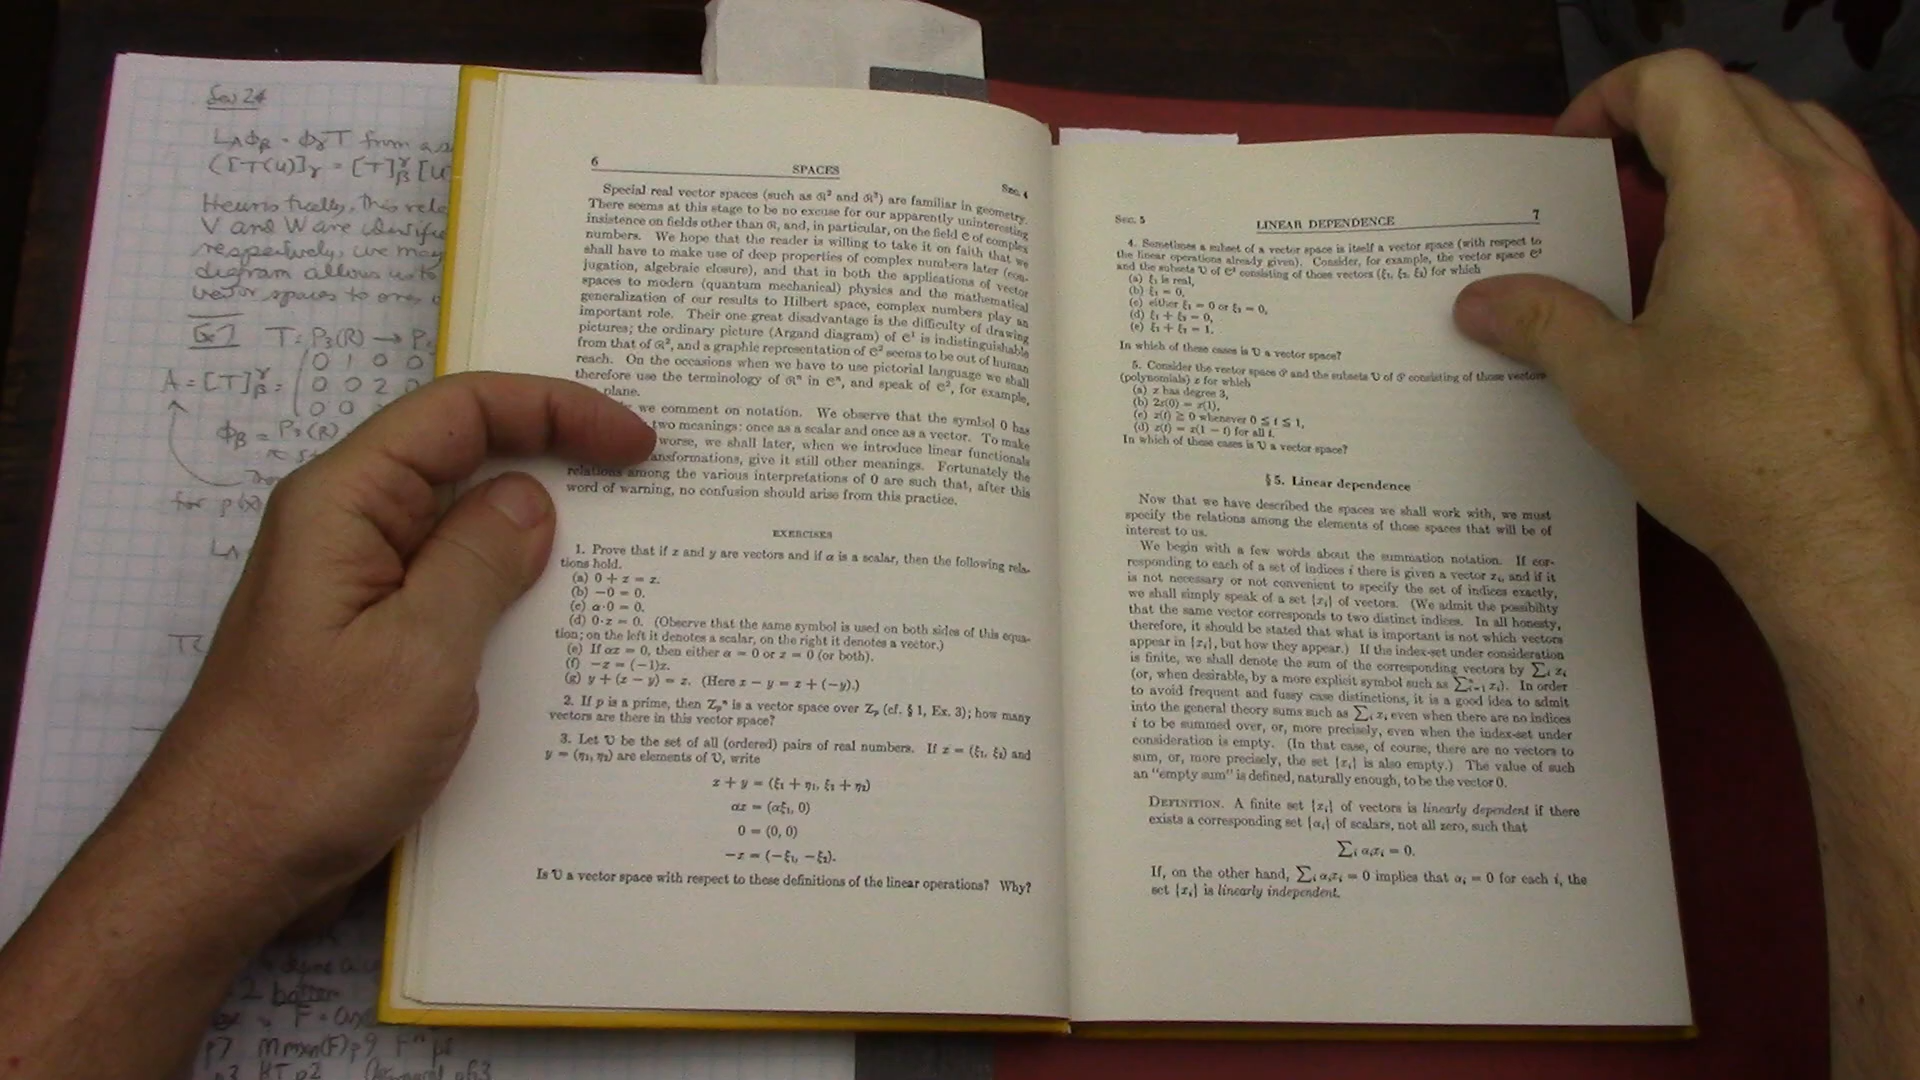 Sec 24
V and W are
T: P₃(R) →
0 1 0 0
0 0 2 0
A = [T]
0 0
for p(x)
6
SPACES
Sec. 4
Special real vector spaces (such as ℛ² and ℛ³) are familiar in geometry.
There seems at this stage to be no excuse for our apparently uninteresting
insistence on fields other than ℛ, and, in particular, on the field 𝒞 of complex
numbers. We hope that the reader is willing to take it on faith that we
shall have to make use of deep properties of complex numbers later (con-
jugation, algebraic closure), and that in both the applications of vector
spaces to modern (quantum mechanical) physics and the mathematical
generalization of our results to Hilbert space, complex numbers play an
important role. Their one great disadvantage is the difficulty of drawing
pictures; the ordinary picture (Argand diagram) of 𝒞¹ is indistinguishable
from that of ℛ², and a graphic representation of 𝒞² seems to be out of human
reach. On the occasions when we have to use pictorial language we shall
therefore use the terminology of ℛⁿ in 𝒞ⁿ, and speak of 𝒞², for example,
plane.
we comment on notation. We observe that the symbol 0 has
two meanings: once as a scalar and once as a vector. To make
worse, we shall later, when we introduce linear functionals
ansformations, give it still other meanings. Fortunately the
relations among the various interpretations of 0 are such that, after this
word of warning, no confusion should arise from this practice.
EXERCISES
1. Prove that if x and y are vectors and if α is a scalar, then the following rela-
tions hold.
(a) 0 + x = x.
(b) −0 = 0.
(c) α·0 = 0.
(d) 0·x = 0. (Observe that the same symbol is used on both sides of this equa-
tion; on the left it denotes a scalar, on the right it denotes a vector.)
(e) If αx = 0, then either α = 0 or x = 0 (or both).
(f) −x = (−1)x.
(g) y + (x − y) = x. (Here x − y = x + (−y).)
2. If p is a prime, then Zₚⁿ is a vector space over Zₚ (cf. § 1, Ex. 3); how many
vectors are there in this vector space?
3. Let 𝒱 be the set of all (ordered) pairs of real numbers. If x = (ξ₁, ξ₂) and
y = (η₁, η₂) are elements of 𝒱, write
x + y = (ξ₁ + η₁, ξ₂ + η₂)
αx = (αξ₁, 0)
0 = (0, 0)
−x = (−ξ₁, −ξ₂).
Is 𝒱 a vector space with respect to these definitions of the linear operations? Why?
Sec. 5
LINEAR DEPENDENCE
7
4. Sometimes a subset of a vector space is itself a vector space (with respect to
the linear operations already given). Consider, for example, the vector space 𝒞³
and the subsets 𝒱 of 𝒞³ consisting of those vectors (ξ₁, ξ₂, ξ₃) for which
(a) ξ₁ is real,
(b) ξ₁ = 0,
(c) either ξ₁ = 0 or ξ₂ = 0,
(d) ξ₁ + ξ₂ = 0,
(e) ξ₁ + ξ₂ = 1.
In which of these cases is 𝒱 a vector space?
5. Consider the vector space 𝒫 and the subsets 𝒱 of 𝒫 consisting of those vectors
(polynomials) x for which
(a) x has degree 3,
(b) 2x(0) = x(1),
(c) x(t) ≧ 0 whenever 0 ≦ t ≦ 1,
(d) x(t) = x(1 − t) for all t.
In which of these cases is 𝒱 a vector space?
§ 5. Linear dependence
Now that we have described the spaces we shall work with, we must
specify the relations among the elements of those spaces that will be of
interest to us.
We begin with a few words about the summation notation. If cor-
responding to each of a set of indices i there is given a vector xᵢ, and if it
is not necessary or not convenient to specify the set of indices exactly,
we shall simply speak of a set {xᵢ} of vectors. (We admit the possibility
that the same vector corresponds to two distinct indices. In all honesty,
therefore, it should be stated that what is important is not which vectors
appear in {xᵢ}, but how they appear.) If the index-set under consideration
is finite, we shall denote the sum of the corresponding vectors by ∑ᵢ xᵢ
(or, when desirable, by a more explicit symbol such as ∑ⁿᵢ₌₁ xᵢ). In order
to avoid frequent and fussy case distinctions, it is a good idea to admit
into the general theory sums such as ∑ᵢ xᵢ even when there are no indices
i to be summed over, or, more precisely, even when the index-set under
consideration is empty. (In that case, of course, there are no vectors to
sum, or, more precisely, the set {xᵢ} is also empty.) The value of such
an "empty sum" is defined, naturally enough, to be the vector 0.
DEFINITION. A finite set {xᵢ} of vectors is linearly dependent if there
exists a corresponding set {αᵢ} of scalars, not all zero, such that
∑ᵢ αᵢxᵢ = 0.
If, on the other hand, ∑ᵢ αᵢxᵢ = 0 implies that αᵢ = 0 for each i, the
set {xᵢ} is linearly independent.